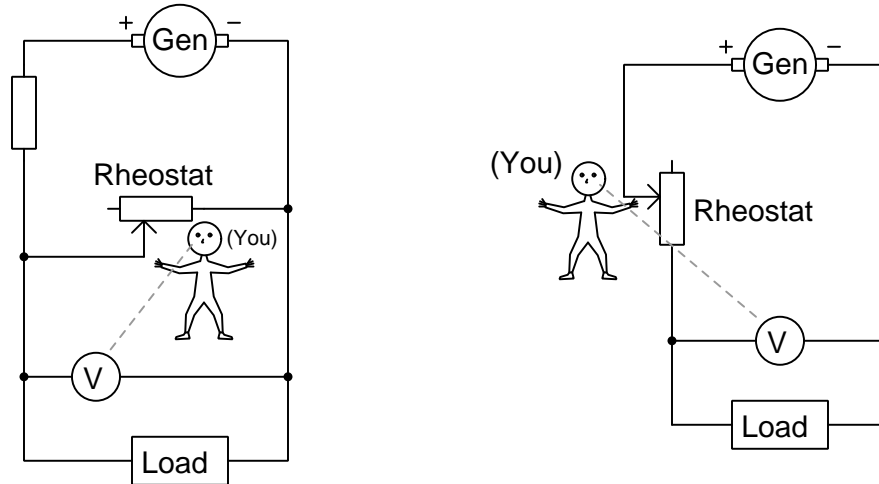 + Gen −
Rheostat
(You)
V
Load
+ Gen −
(You)
Rheostat
V
Load